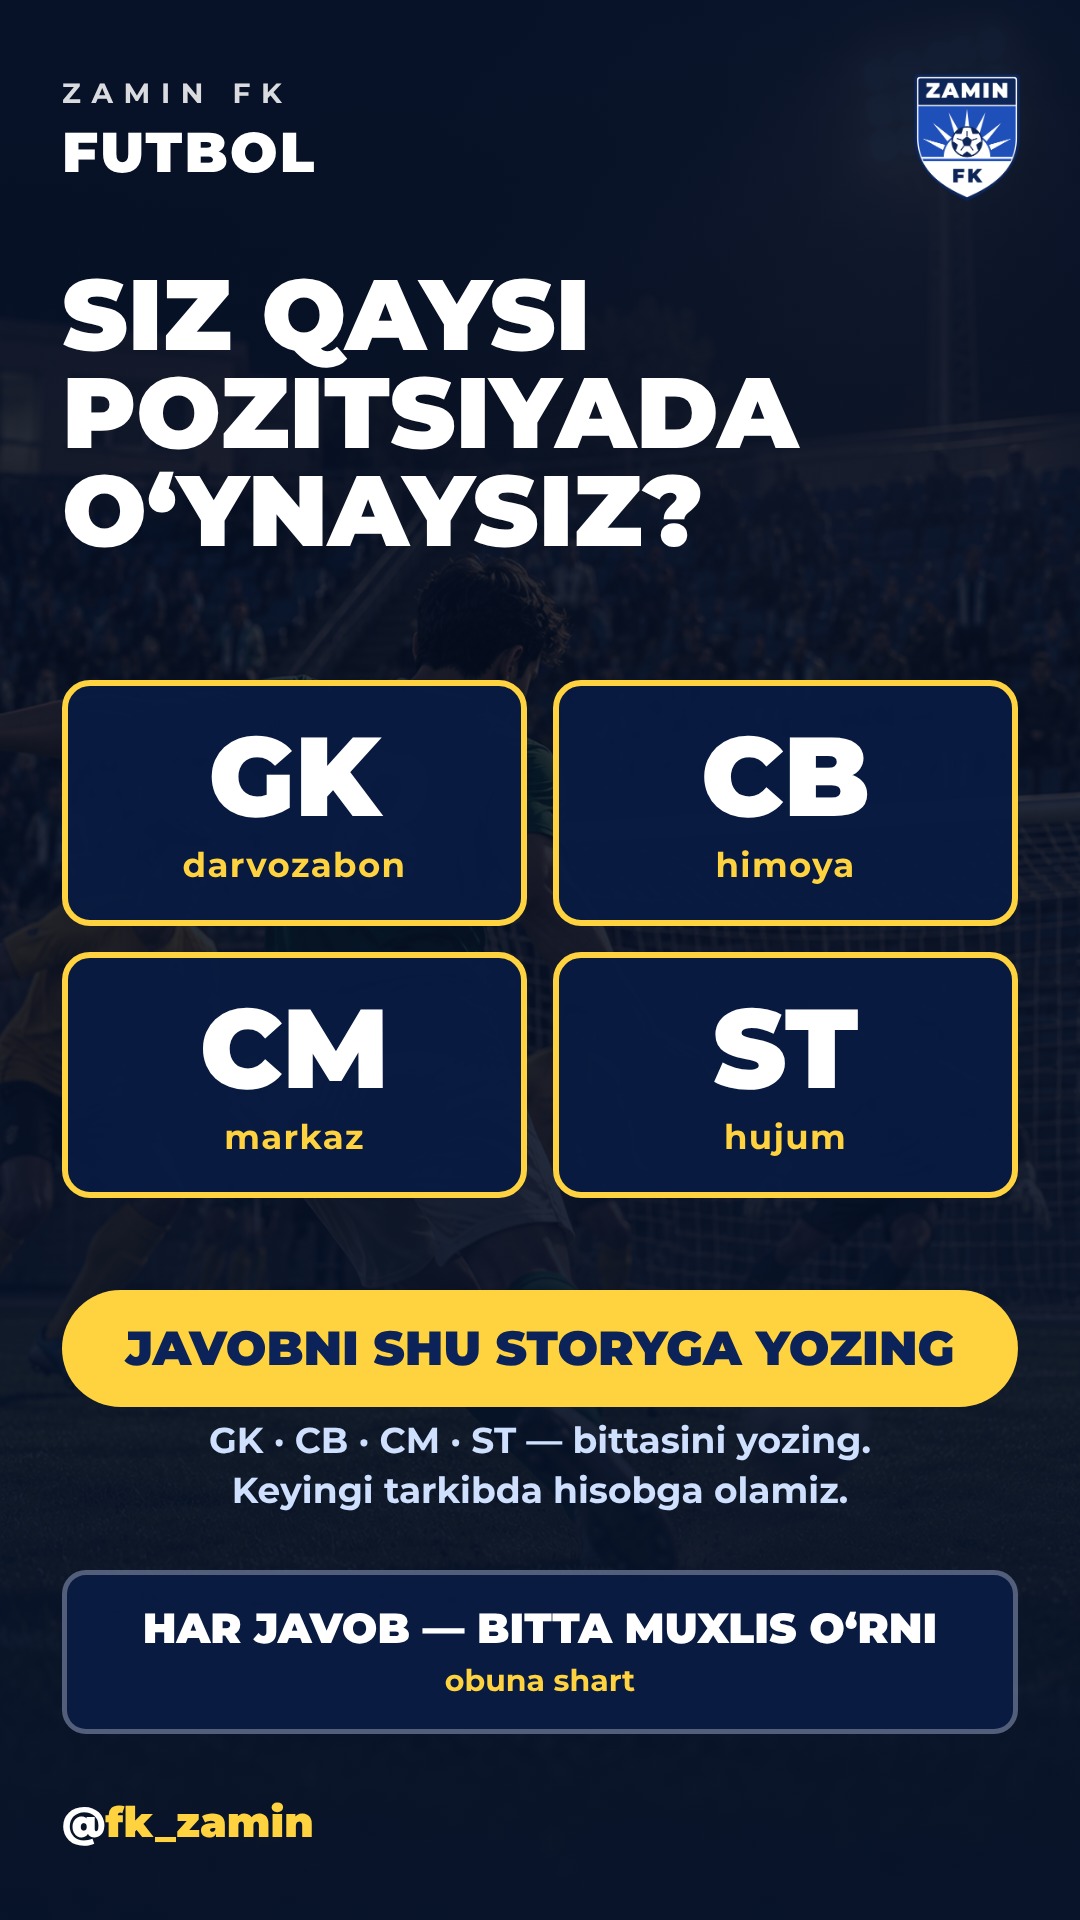 ZAMIN FK
FUTBOL
ZAMIN
FK
SIZ QAYSI
POZITSIYADA
O‘YNAYSIZ?
GK
darvozabon
CB
himoya
CM
markaz
ST
hujum
JAVOBNI SHU STORYGA YOZING
GK · CB · CM · ST — bittasini yozing.
Keyingi tarkibda hisobga olamiz.
HAR JAVOB — BITTA MUXLIS O‘RNI
obuna shart
@fk_zamin